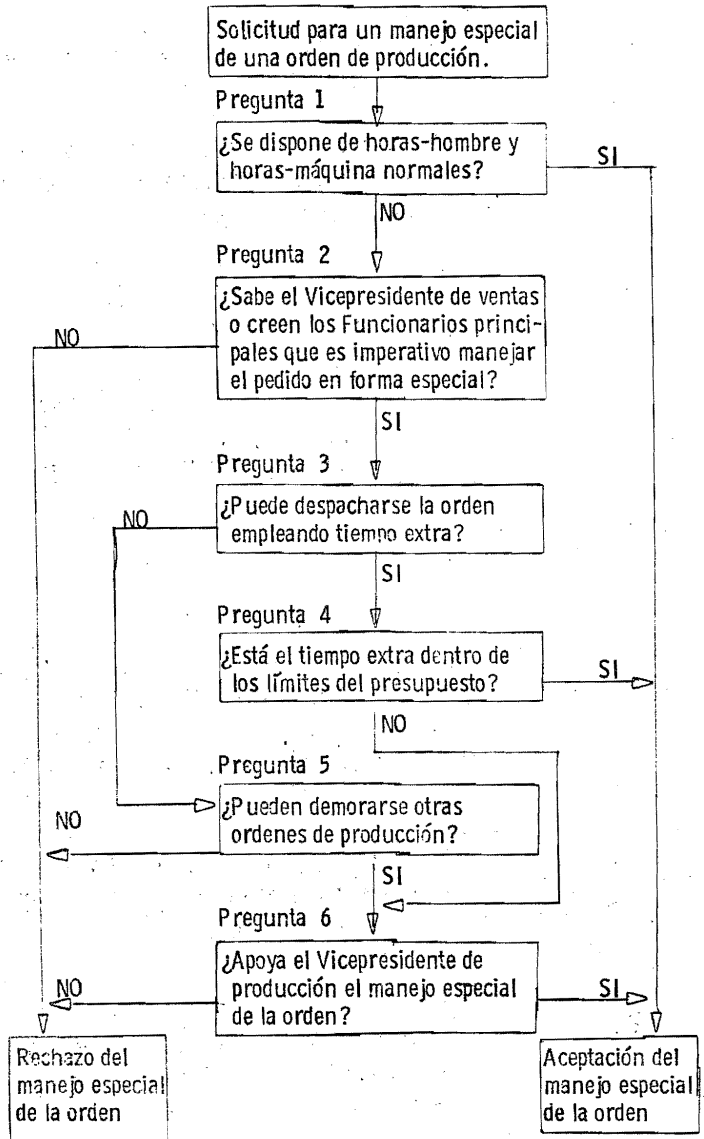 Solicitud para un manejo especial
de una orden de producción.
Pregunta 1
¿Se dispone de horas-hombre y
horas-máquina normales?
SI
NO
Pregunta 2
¿Sabe el Vicepresidente de ventas
o creen los Funcionarios princi-
pales que es imperativo manejar
el pedido en forma especial?
NO
SI
Pregunta 3
¿Puede despacharse la orden
empleando tiempo extra?
NO
SI
Pregunta 4
¿Está el tiempo extra dentro de
los límites del presupuesto?
SI
NO
Pregunta 5
¿Pueden demorarse otras
ordenes de producción?
NO
SI
Pregunta 6
¿Apoya el Vicepresidente de
producción el manejo especial
de la orden?
NO
SI
Rechazo del
manejo especial
de la orden
Aceptación del
manejo especial
de la orden